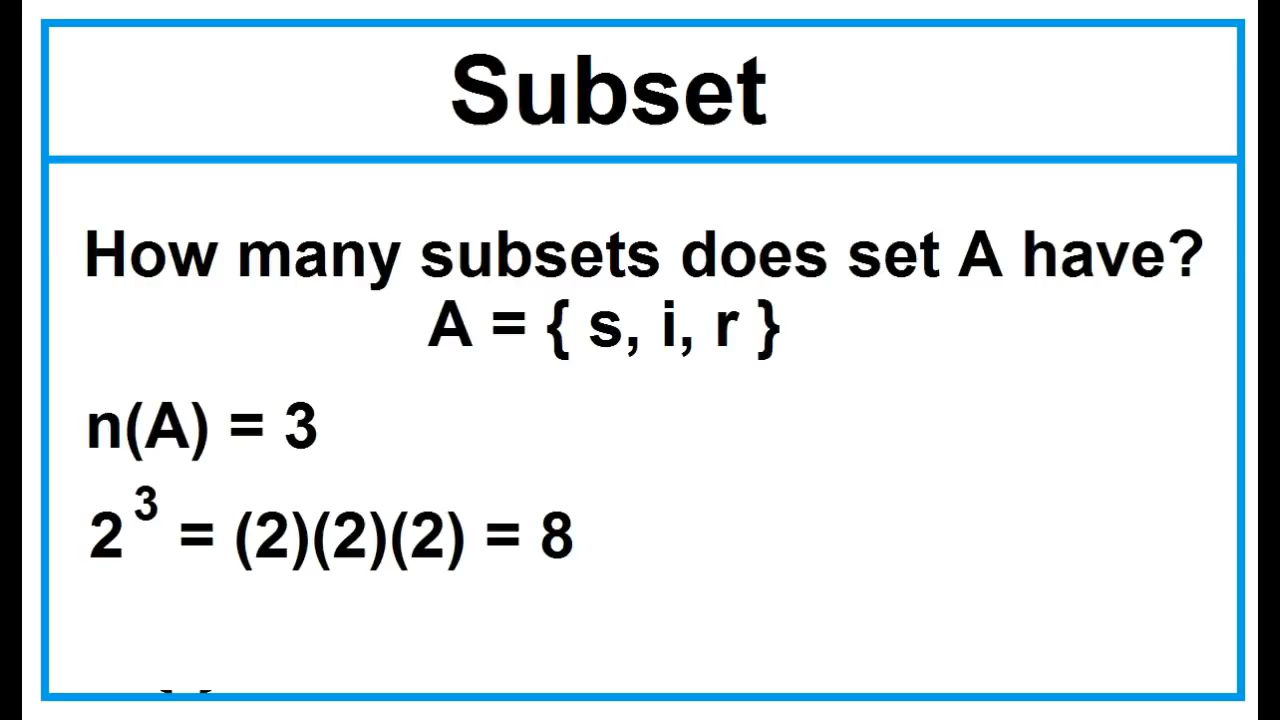 Subset
How many subsets does set A have?
A = { s, i, r }
n(A) = 3
2³ = (2)(2)(2) = 8